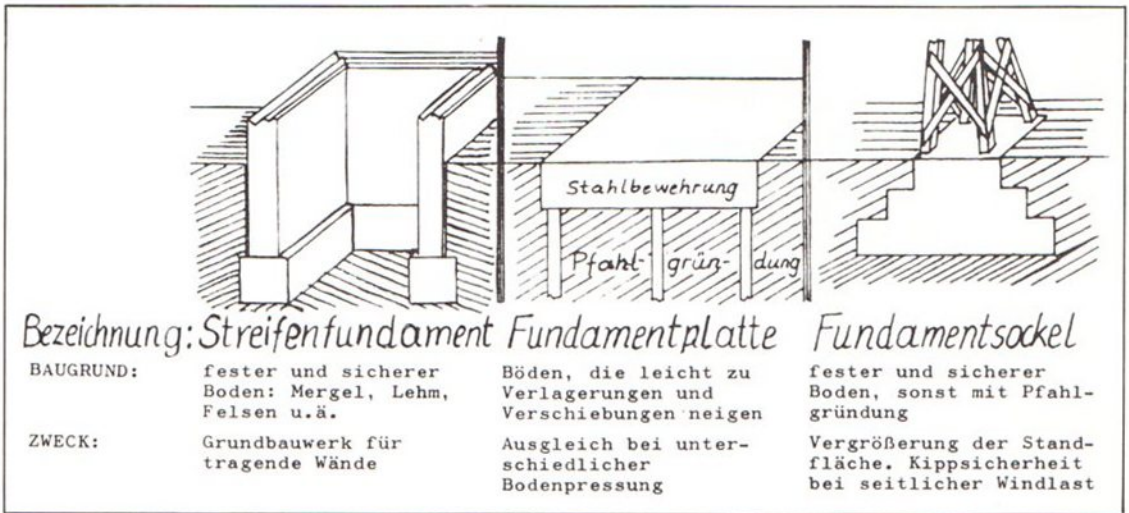 Stahlbewehrung
Pfahl- grün- dung
Bezeichnung: Streifenfundament Fundamentplatte Fundamentsockel
BAUGRUND:
fester und sicherer
Boden: Mergel, Lehm,
Felsen u.ä.
Böden, die leicht zu
Verlagerungen und
Verschiebungen neigen
fester und sicherer
Boden, sonst mit Pfahl-
gründung
ZWECK:
Grundbauwerk für
tragende Wände
Ausgleich bei unter-
schiedlicher
Bodenpressung
Vergrößerung der Stand-
fläche. Kippsicherheit
bei seitlicher Windlast